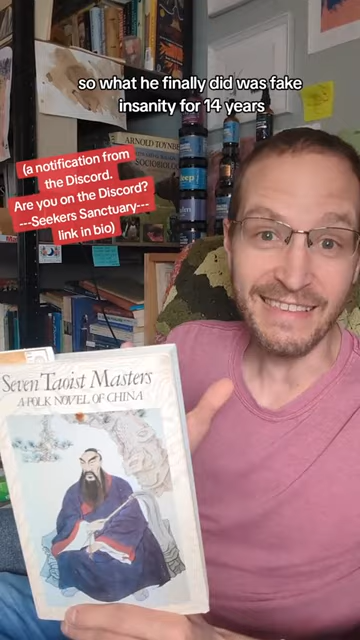 so what he finally did was fake
insanity for 14 years
(a notification from
the Discord.
Are you on the Discord?
---Seekers Sanctuary---
link in bio)
ARNOLD TOYNBEE
SOCIOBIOLOGY
Seven Taoist Masters
A FOLK NOVEL OF CHINA